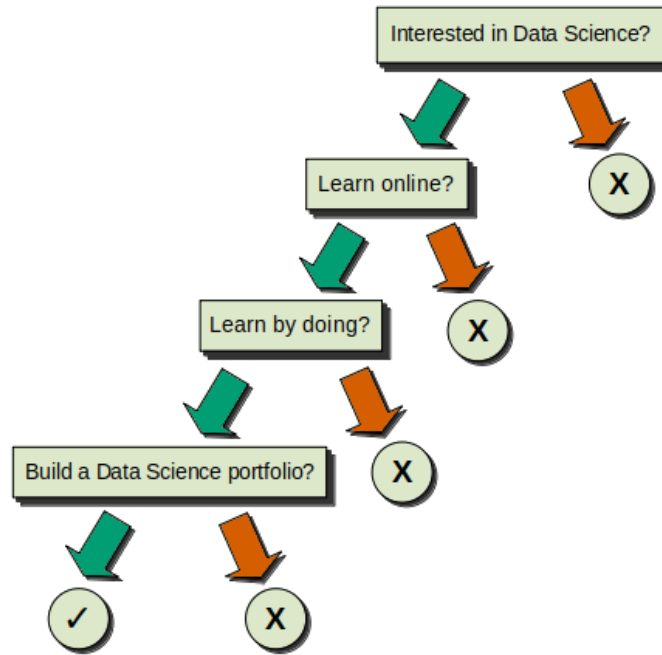 Interested in Data Science?
X
Learn online?
X
Learn by doing?
X
Build a Data Science portfolio?
✓
X